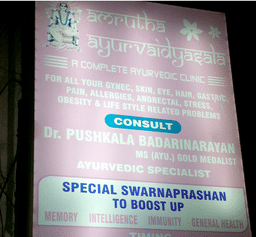 amrutha
ayurvaidyasala
A COMPLETE AYURVEDIC CLINIC
FOR ALL YOUR GYNEC, SKIN, EYE, HAIR, GASTRIC,
PAIN, ALLERGIES, ANORECTAL, STRESS,
OBESITY & LIFE STYLE RELATED PROBLEMS
CONSULT
Dr. PUSHKALA BADARINARAYAN
MS (AYU.) GOLD MEDALIST
AYURVEDIC SPECIALIST
SPECIAL SWARNAPRASHAN
TO BOOST UP
MEMORY INTELLIGENCE IMMUNITY GENERAL HEALTH
TIMING